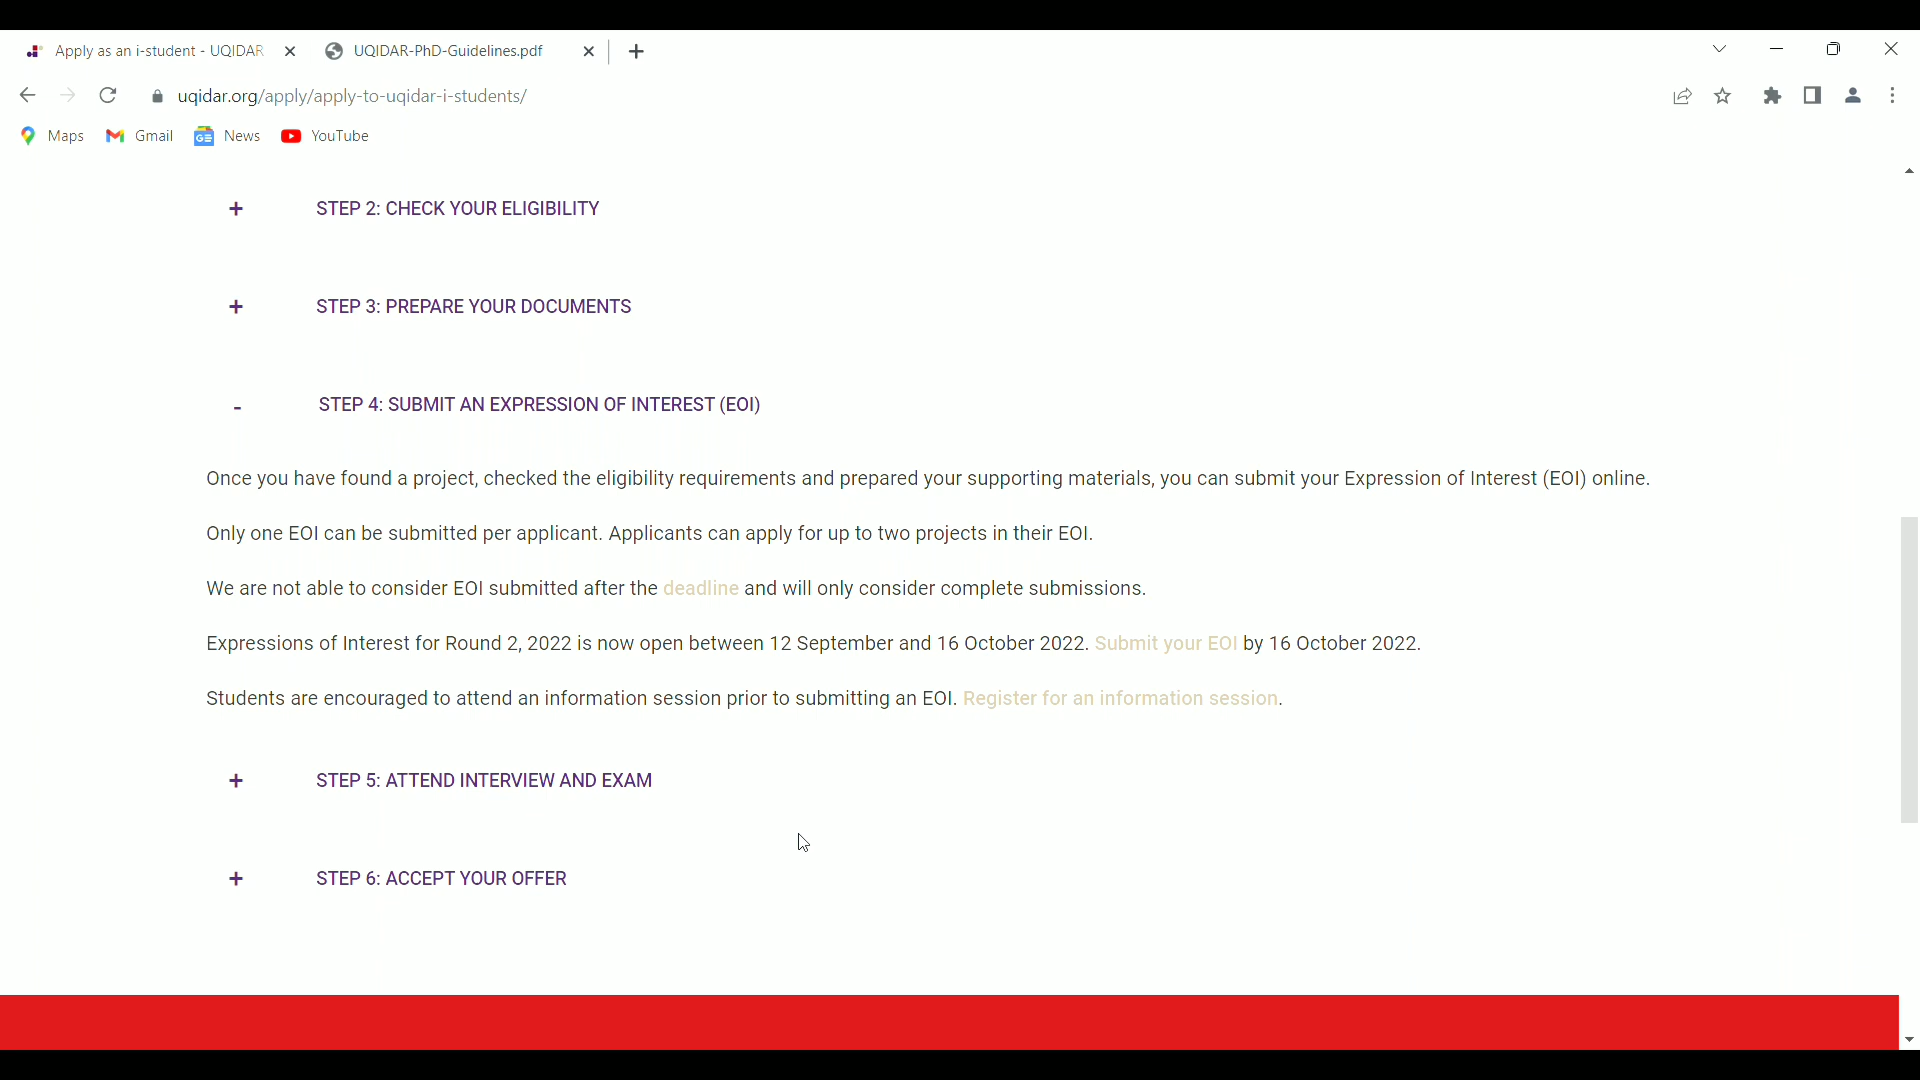 Apply as an i-student - UQIDAR
UQIDAR-PhD-Guidelines.pdf
uqidar.org/apply/apply-to-uqidar-i-students/
Maps
Gmail
News
YouTube
+ STEP 2: CHECK YOUR ELIGIBILITY
+ STEP 3: PREPARE YOUR DOCUMENTS
- STEP 4: SUBMIT AN EXPRESSION OF INTEREST (EOI)
Once you have found a project, checked the eligibility requirements and prepared your supporting materials, you can submit your Expression of Interest (EOI) online.
Only one EOI can be submitted per applicant. Applicants can apply for up to two projects in their EOI.
We are not able to consider EOI submitted after the deadline and will only consider complete submissions.
Expressions of Interest for Round 2, 2022 is now open between 12 September and 16 October 2022. Submit your EOI by 16 October 2022.
Students are encouraged to attend an information session prior to submitting an EOI. Register for an information session.
+ STEP 5: ATTEND INTERVIEW AND EXAM
+ STEP 6: ACCEPT YOUR OFFER